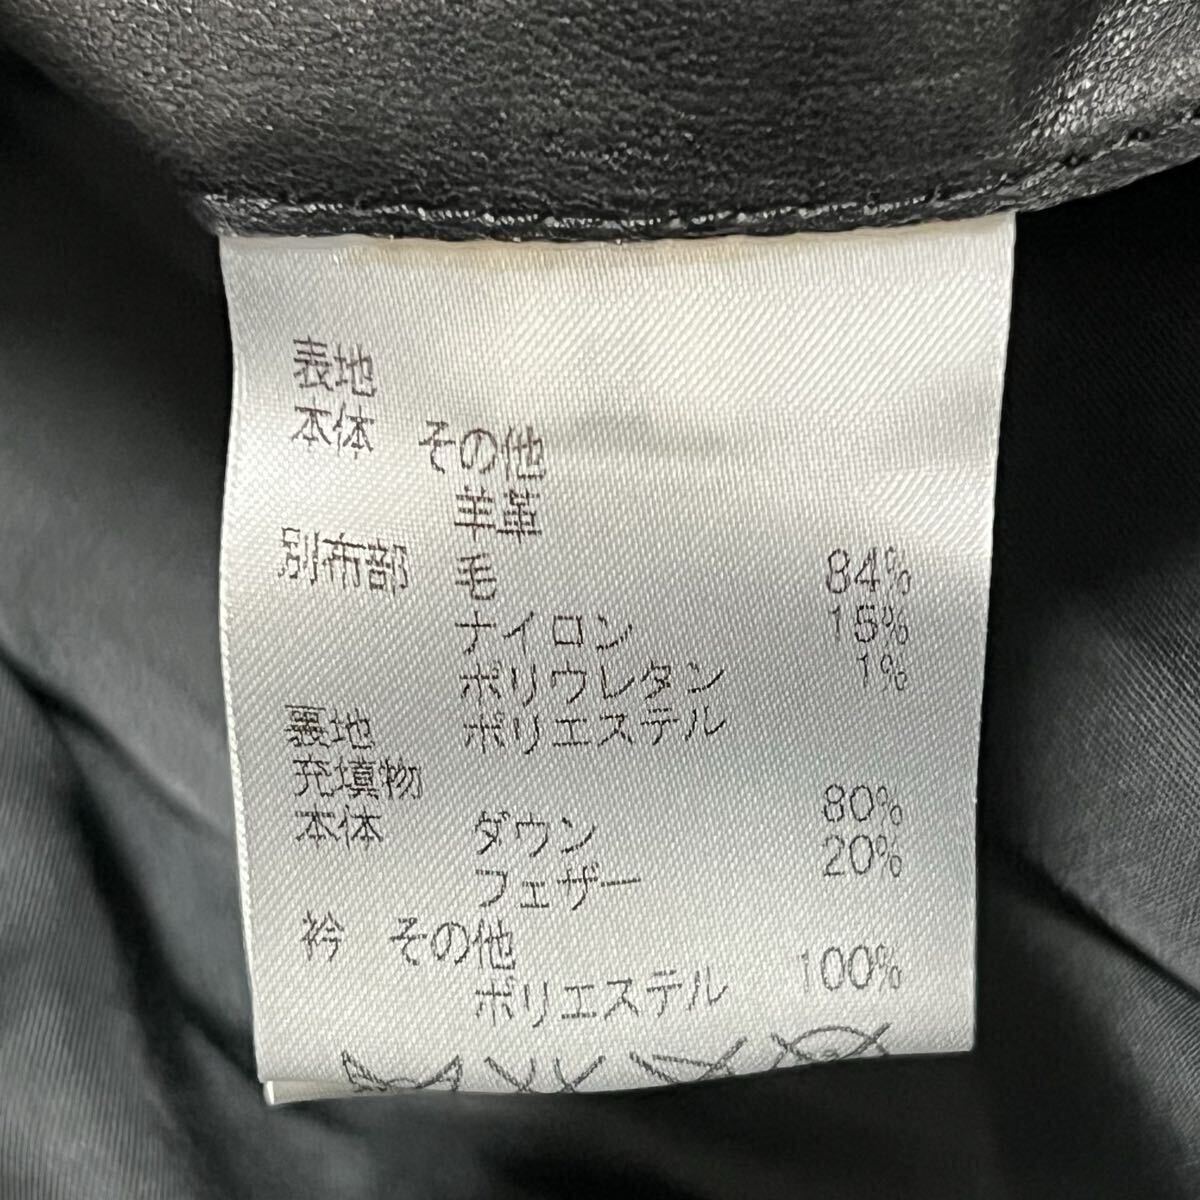 表地
本体 その他
羊革
別布部 毛 84%
ナイロン 15%
ポリウレタン 1%
裏地 ポリエステル
充填物
本体 ダウン 80%
フェザー 20%
衿 その他
ポリエステル 100%